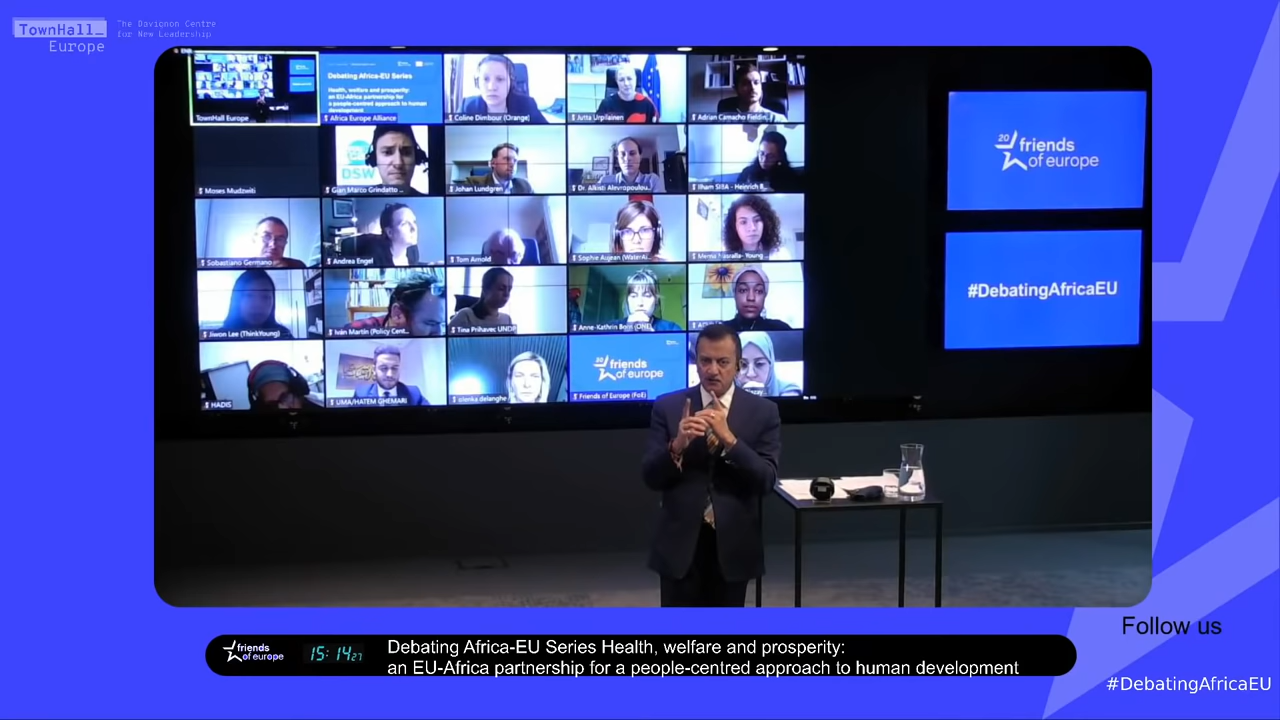 TownHall_
Europe
The Davignon Centre
for New Leadership
TownHall Europe
Debating Africa-EU Series
Health, welfare and prosperity:
an EU-Africa partnership for
a people-centred approach to human
development
Africa Europe Alliance
Coline Dimbour (Orange)
Jutta Urpilainen
Adrian Camacho
Moses Mudzwiti
DSW
Gian Marco Grindatto
Johan Lundgren
Dr. Alkisti
Ilham
Sebastiano Germano
Andrea Engel
Tom Arnold
Sophie Aujean
Young
Jiwon Lee (ThinkYoung)
Iván Martín (Policy Cent...
Tina Prihavec UNDP
Anne-Kathrin Born (ONE)
HADIS
UMA/HATEM GHEMARI
20
friends
of europe
Friends of Europe (FoE)
20
friends
of europe
#DebatingAfricaEU
friends
of europe
15:14 27
Debating Africa-EU Series Health, welfare and prosperity:
an EU-Africa partnership for a people-centred approach to human development
Follow us
#DebatingAfricaEU